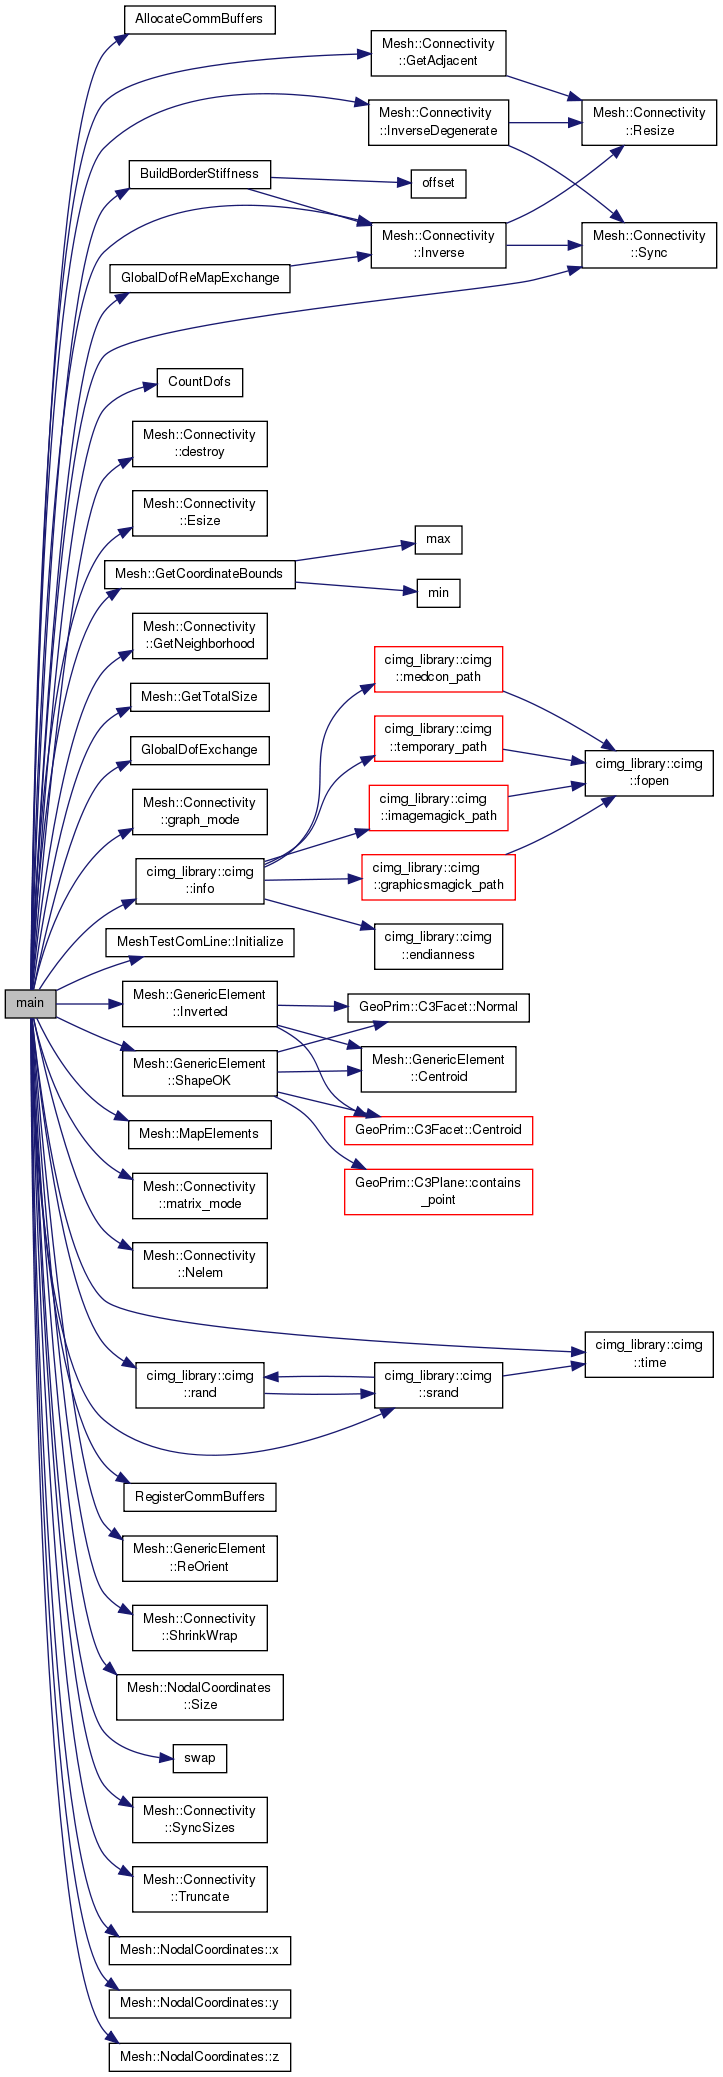 AllocateCommBuffers
Mesh::Connectivity
::GetAdjacent
Mesh::Connectivity
::InverseDegenerate
Mesh::Connectivity
::Resize
BuildBorderStiffness
offset
Mesh::Connectivity
::Inverse
Mesh::Connectivity
::Sync
GlobalDofReMapExchange
CountDofs
Mesh::Connectivity
::destroy
Mesh::Connectivity
::Esize
max
Mesh::GetCoordinateBounds
min
Mesh::Connectivity
::GetNeighborhood
cimg_library::cimg
::medcon_path
Mesh::GetTotalSize
cimg_library::cimg
::temporary_path
GlobalDofExchange
cimg_library::cimg
::fopen
Mesh::Connectivity
::graph_mode
cimg_library::cimg
::imagemagick_path
cimg_library::cimg
::info
cimg_library::cimg
::graphicsmagick_path
MeshTestComLine::Initialize
cimg_library::cimg
::endianness
main
Mesh::GenericElement
::Inverted
GeoPrim::C3Facet::Normal
Mesh::GenericElement
::ShapeOK
Mesh::GenericElement
::Centroid
Mesh::MapElements
GeoPrim::C3Facet::Centroid
Mesh::Connectivity
::matrix_mode
GeoPrim::C3Plane::contains
_point
Mesh::Connectivity
::Nelem
cimg_library::cimg
::time
cimg_library::cimg
::rand
cimg_library::cimg
::srand
RegisterCommBuffers
Mesh::GenericElement
::ReOrient
Mesh::Connectivity
::ShrinkWrap
Mesh::NodalCoordinates
::Size
swap
Mesh::Connectivity
::SyncSizes
Mesh::Connectivity
::Truncate
Mesh::NodalCoordinates::x
Mesh::NodalCoordinates::y
Mesh::NodalCoordinates::z